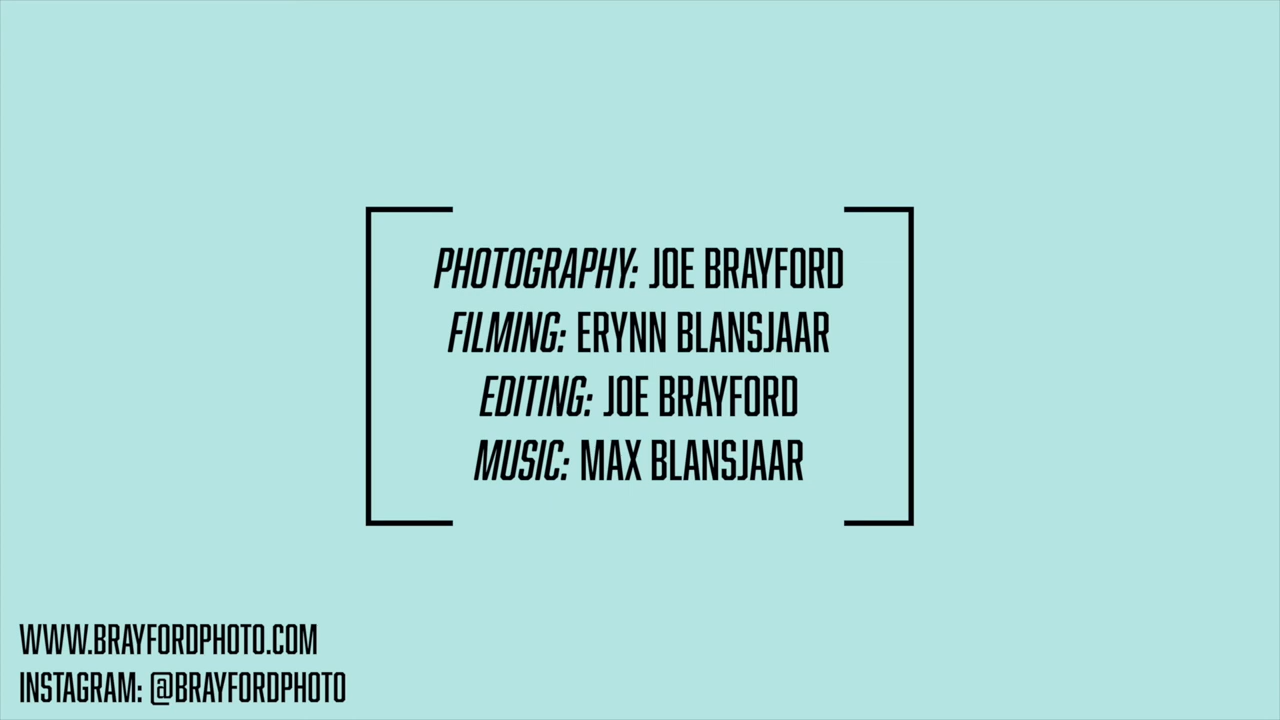 PHOTOGRAPHY: JOE BRAYFORD
FILMING: ERYNN BLANSJAAR
EDITING: JOE BRAYFORD
MUSIC: MAX BLANSJAAR
WWW.BRAYFORDPHOTO.COM
INSTAGRAM: @BRAYFORDPHOTO